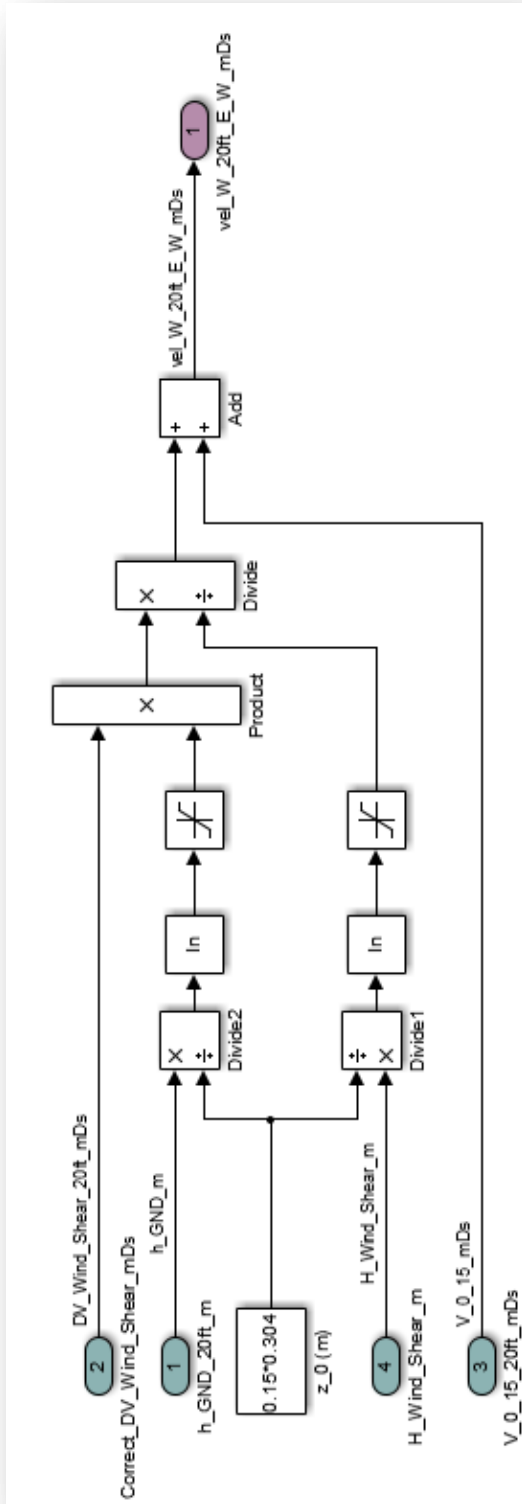 2
DV_Wind_Shear_20ft_mDs
Correct_DV_Wind_Shear_mDs
1
h_GND_m
h_GND_20ft_m
0.15*0.304
z_0 (m)
4
H_Wind_Shear_m
H_Wind_Shear_m
3
V_0_15_mDs
V_0_15_20ft_mDs
×
÷
Divide2
÷
×
Divide1
ln
ln
×
Product
×
÷
Divide
+
+
Add
vel_W_20ft_E_W_mDs
1
vel_W_20ft_E_W_mDs